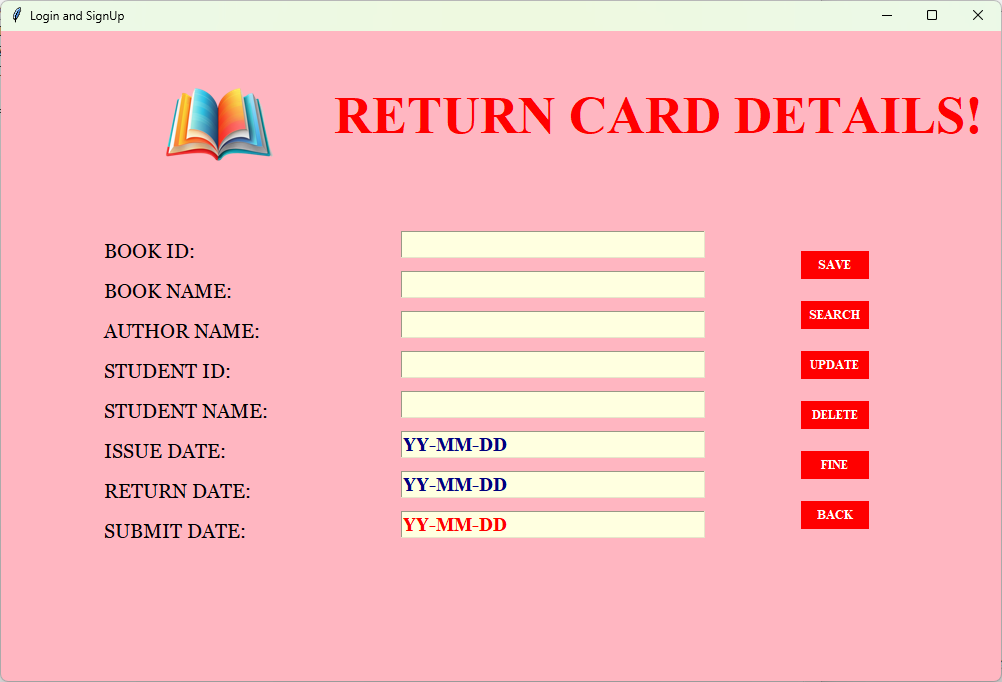 Login and SignUp
RETURN CARD DETAILS!
BOOK ID:
BOOK NAME:
AUTHOR NAME:
STUDENT ID:
STUDENT NAME:
ISSUE DATE: YY-MM-DD
RETURN DATE: YY-MM-DD
SUBMIT DATE: YY-MM-DD
SAVE
SEARCH
UPDATE
DELETE
FINE
BACK